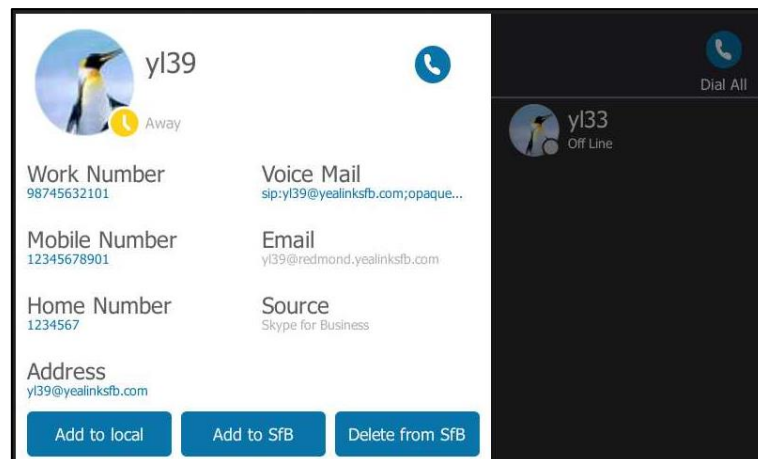 yl39
Away
Work Number
98745632101
Voice Mail
sip:yl39@yealinksfb.com;opaque...
Mobile Number
12345678901
Email
yl39@redmond.yealinksfb.com
Home Number
1234567
Source
Skype for Business
Address
yl39@yealinksfb.com
Add to local
Add to SfB
Delete from SfB
Dial All
yl33
Off Line